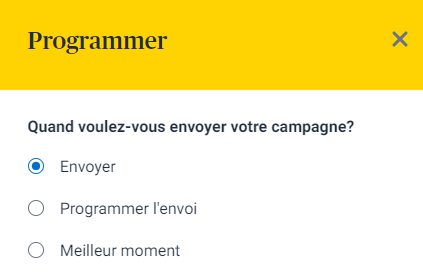 Programmer
Quand voulez-vous envoyer votre campagne?
Envoyer
Programmer l'envoi
Meilleur moment